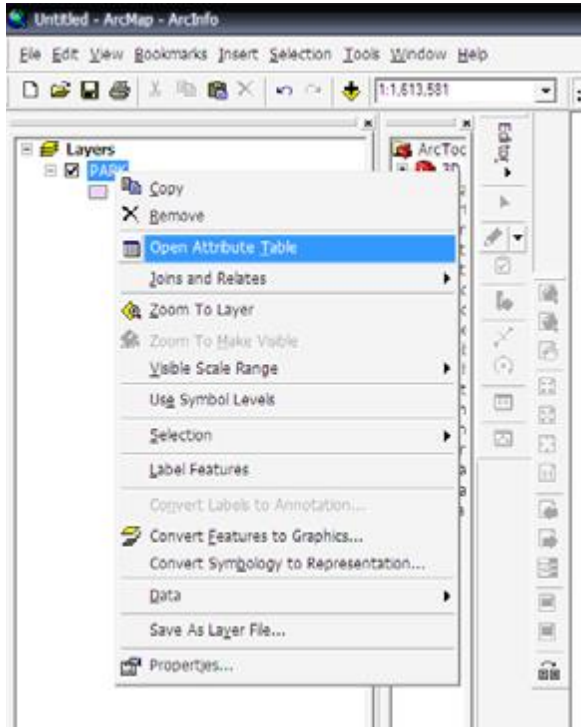 Untitled - ArcMap - ArcInfo
File Edit View Bookmarks Insert Selection Tools Window Help
1:1,613,581
Layers
PARK
ArcToc
3D
Editor
Copy
Remove
Open Attribute Table
Joins and Relates
Zoom To Layer
Zoom To Make Visible
Visible Scale Range
Use Symbol Levels
Selection
Label Features
Convert Labels to Annotation...
Convert Features to Graphics...
Convert Symbology to Representation...
Data
Save As Layer File...
Properties...